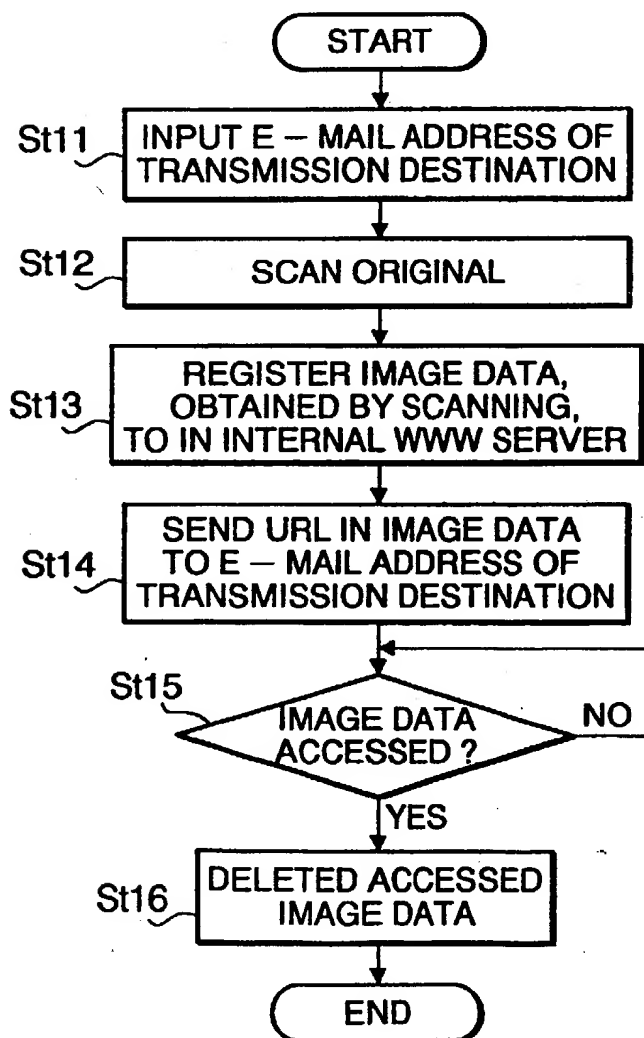 START
St11
INPUT E – MAIL ADDRESS OF
TRANSMISSION DESTINATION
St12
SCAN ORIGINAL
St13
REGISTER IMAGE DATA,
OBTAINED BY SCANNING,
TO IN INTERNAL WWW SERVER
St14
SEND URL IN IMAGE DATA
TO E – MAIL ADDRESS OF
TRANSMISSION DESTINATION
St15
IMAGE DATA
ACCESSED ?
NO
YES
St16
DELETED ACCESSED
IMAGE DATA
END